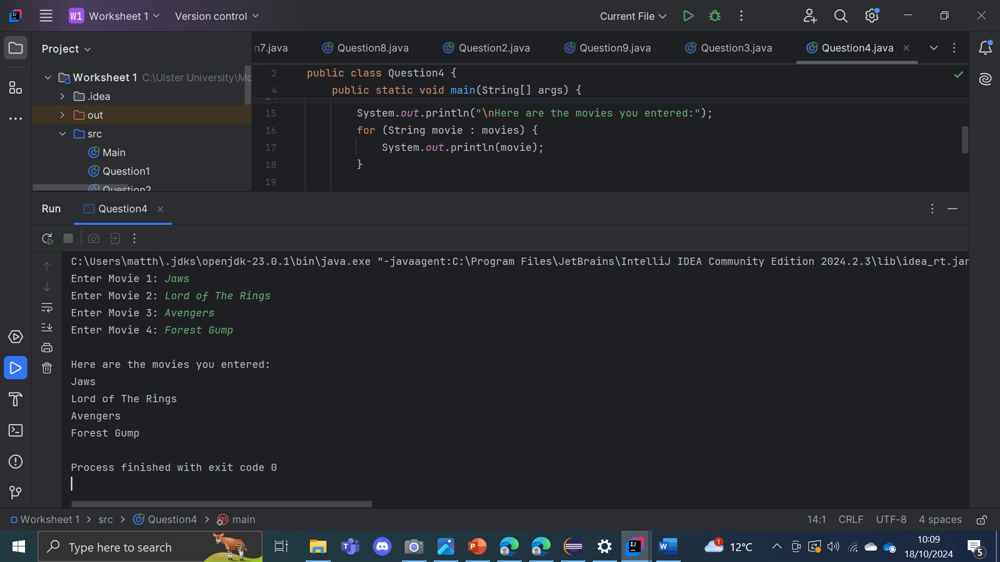 W1 Worksheet 1 Version control Current File
Project
n7.java Question8.java Question2.java Question9.java Question3.java Question4.java
Worksheet 1 C:\Ulster University\Mo
.idea
out
src
Main
Question1
Question2
2 public class Question4 {
4 public static void main(String[] args) {
15 System.out.println("\nHere are the movies you entered:");
16 for (String movie : movies) {
17 System.out.println(movie);
18 }
19
Run Question4
C:\Users\matth\.jdks\openjdk-23.0.1\bin\java.exe "-javaagent:C:\Program Files\JetBrains\IntelliJ IDEA Community Edition 2024.2.3\lib\idea_rt.jar
Enter Movie 1: Jaws
Enter Movie 2: Lord of The Rings
Enter Movie 3: Avengers
Enter Movie 4: Forest Gump
Here are the movies you entered:
Jaws
Lord of The Rings
Avengers
Forest Gump
Process finished with exit code 0
Worksheet 1 > src > Question4 > main
14:1 CRLF UTF-8 4 spaces
Type here to search
1 12°C
10:09
18/10/2024
5